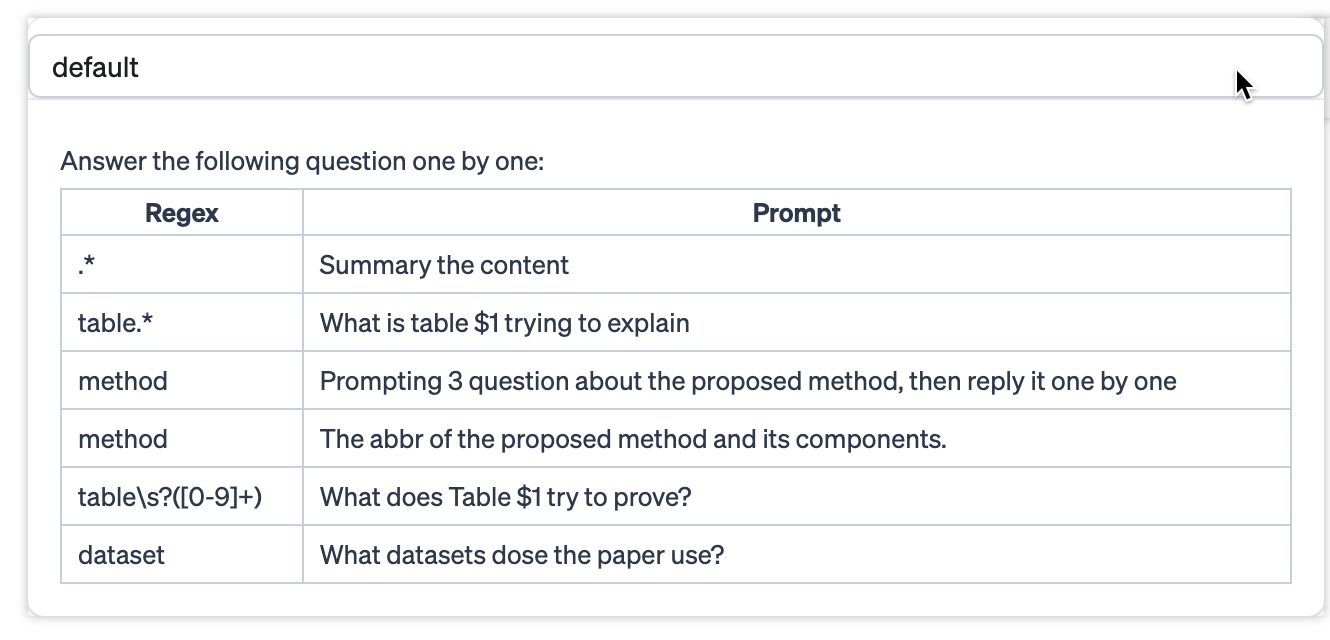 default
Answer the following question one by one:
Regex Prompt
.* Summary the content
table.* What is table $1 trying to explain
method Prompting 3 question about the proposed method, then reply it one by one
method The abbr of the proposed method and its components.
table\s?([0-9]+) What does Table $1 try to prove?
dataset What datasets dose the paper use?